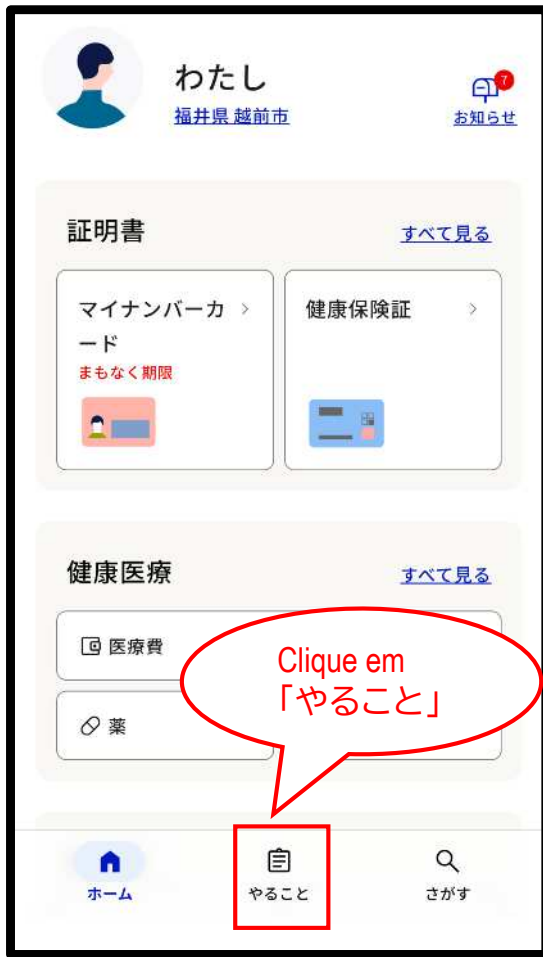 わたし
福井県 越前市
7
お知らせ
証明書
すべて見る
マイナンバーカ
ード
まもなく期限
健康保険証
健康医療
すべて見る
医療費
薬
Clique em
「やること」
ホーム
やること
さがす